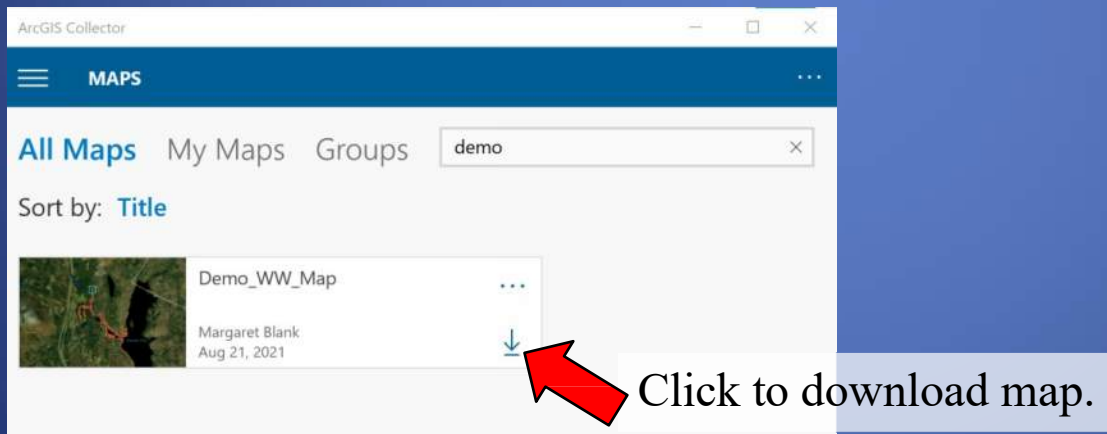 ArcGIS Collector
MAPS
All Maps My Maps Groups demo
Sort by: Title
Demo_WW_Map
Margaret Blank
Aug 21, 2021
Click to download map.